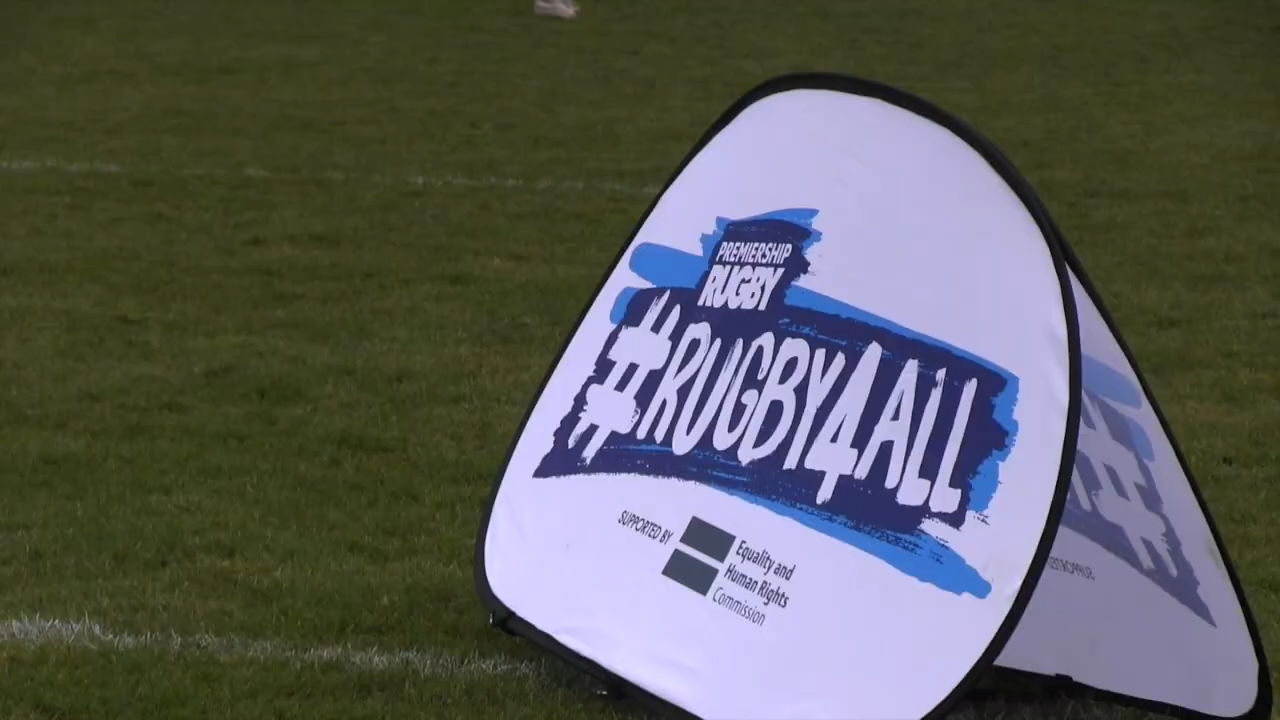 PREMIERSHIP
RUGBY
#RUGBY4ALL
SUPPORTED BY
Equality and
Human Rights
Commission